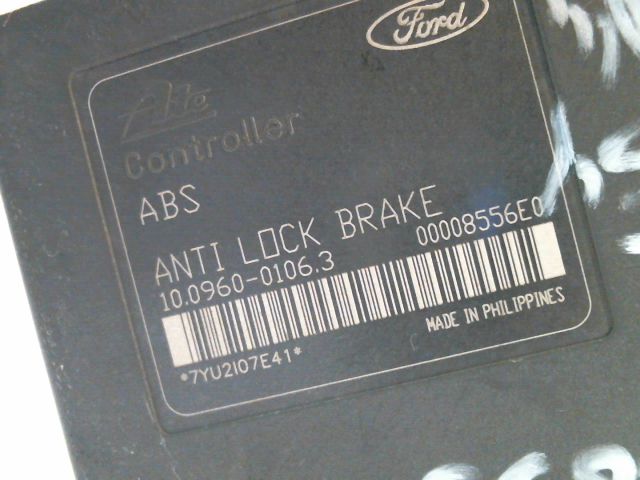 Ford
Ate
Controller
ABS
ANTI LOCK BRAKE
10.0960-0106.3 00008556E0
MADE IN PHILIPPINES
*7YU2I07E41*